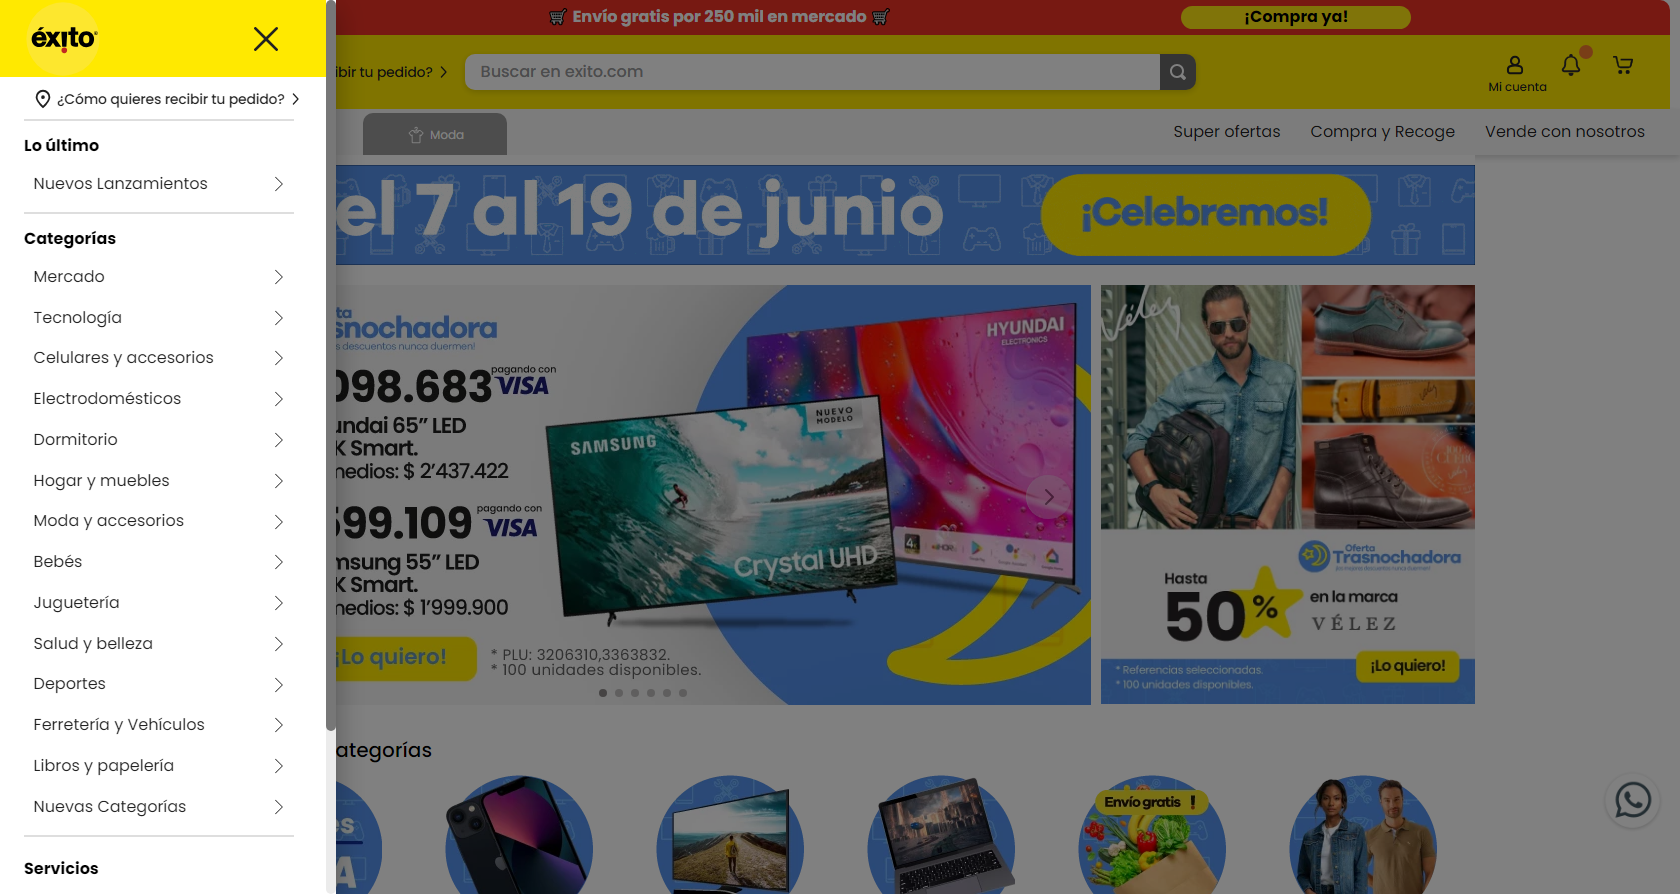 éxito
¿Cómo quieres recibir tu pedido?
Lo último
Nuevos Lanzamientos
Categorías
Mercado
Tecnología
Celulares y accesorios
Electrodomésticos
Dormitorio
Hogar y muebles
Moda y accesorios
Bebés
Juguetería
Salud y belleza
Deportes
Ferretería y Vehículos
Libros y papelería
Nuevas Categorías
Servicios
Envío gratis por 250 mil en mercado
¡Compra ya!
ibir tu pedido?
Buscar en exito.com
Mi cuenta
Moda
Super ofertas
Compra y Recoge
Vende con nosotros
el 7 al 19 de junio
¡Celebremos!
ta
snochadora
s descuentos nunca duermen!
098.683
pagando con
VISA
undai 65” LED
K Smart.
medios: $ 2’437.422
599.109
pagando con
VISA
msung 55” LED
K Smart.
medios: $ 1’999.900
¡Lo quiero!
* PLU: 3206310,3363832.
* 100 unidades disponibles.
SAMSUNG
NUEVO
MODELO
Crystal UHD
HYUNDAI
ELECTRONICS
Vélez
Oferta
Trasnochadora
Hasta
50%
en la marca
VÉLEZ
* Referencias seleccionadas.
* 100 unidades disponibles.
¡Lo quiero!
ategorías
os
A
Envío gratis !